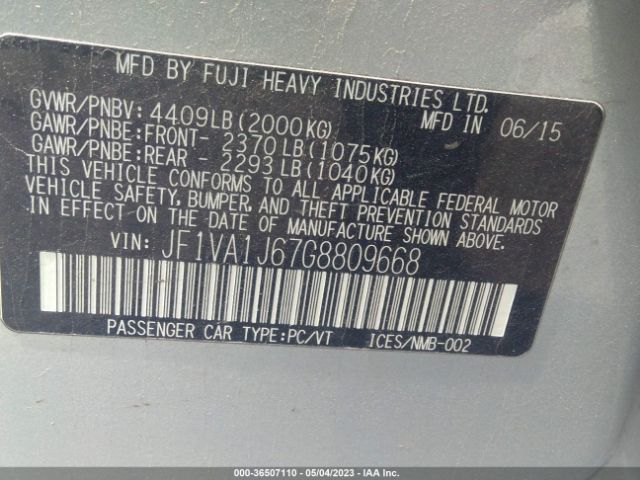 MFD BY FUJI HEAVY INDUSTRIES LTD.
GVWR/PNBV: 4409LB(2000KG) MFD IN 06/15
GAWR/PNBE:FRONT- 2370LB(1075KG)
GAWR/PNBE:REAR - 2293LB(1040KG)
THIS VEHICLE CONFORMS TO ALL APPLICABLE FEDERAL MOTOR
VEHICLE SAFETY, BUMPER, AND THEFT PREVENTION STANDARDS
IN EFFECT ON THE DATE OF MANUFACTURE SHOWN ABOVE.
VIN: JF1VA1J67G8809668
PASSENGER CAR TYPE:PC/VT ICES/NMB-002
000-36507110 - 05/04/2023 - IAA Inc.